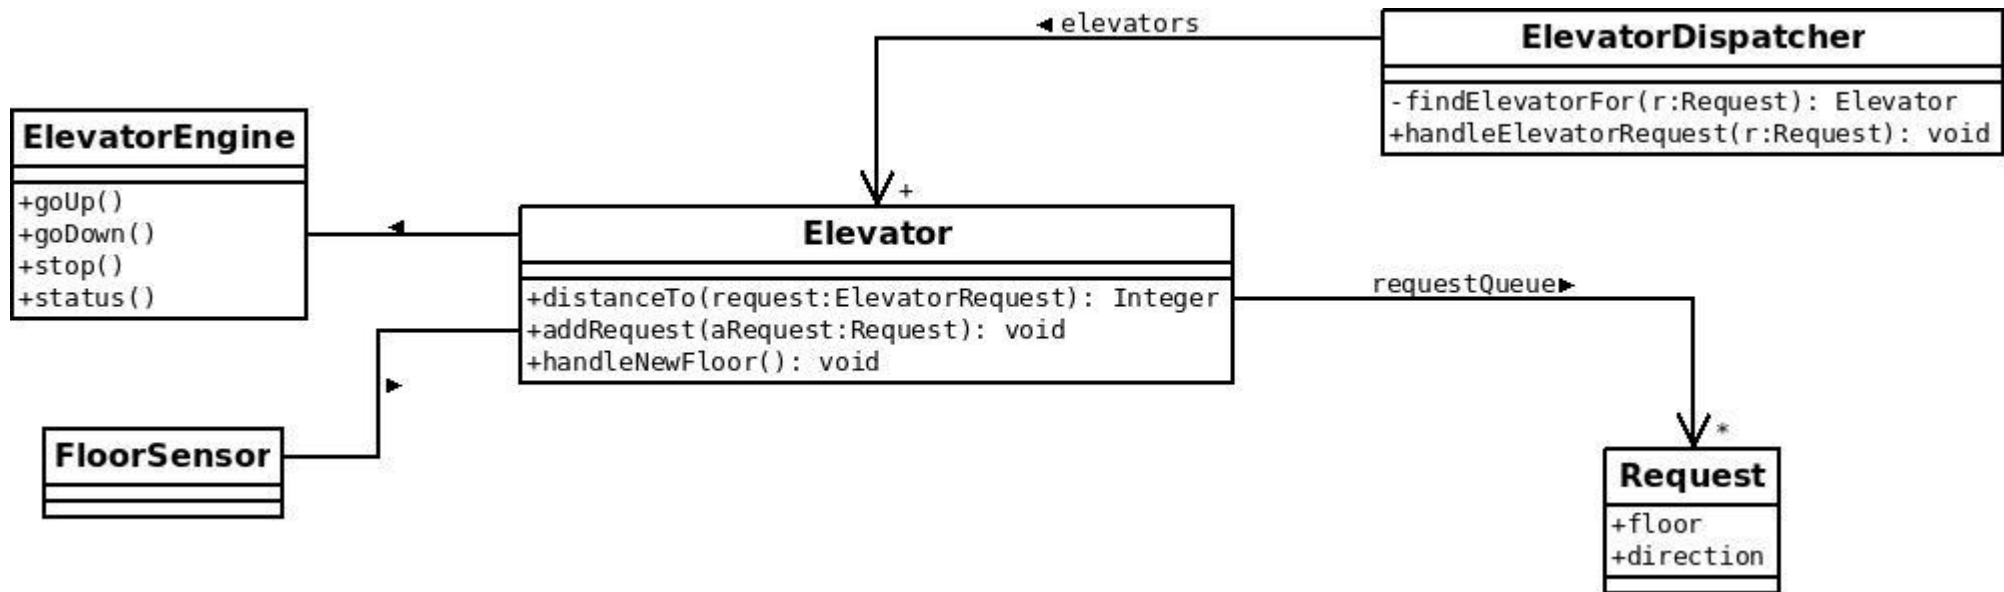 ◄ elevators
ElevatorDispatcher
-findElevatorFor(r:Request): Elevator
+handleElevatorRequest(r:Request): void
ElevatorEngine
+goUp()
+goDown()
+stop()
+status()
◄
+
Elevator
+distanceTo(request:ElevatorRequest): Integer
+addRequest(aRequest:Request): void
+handleNewFloor(): void
requestQueue►
►
FloorSensor
*
Request
+floor
+direction